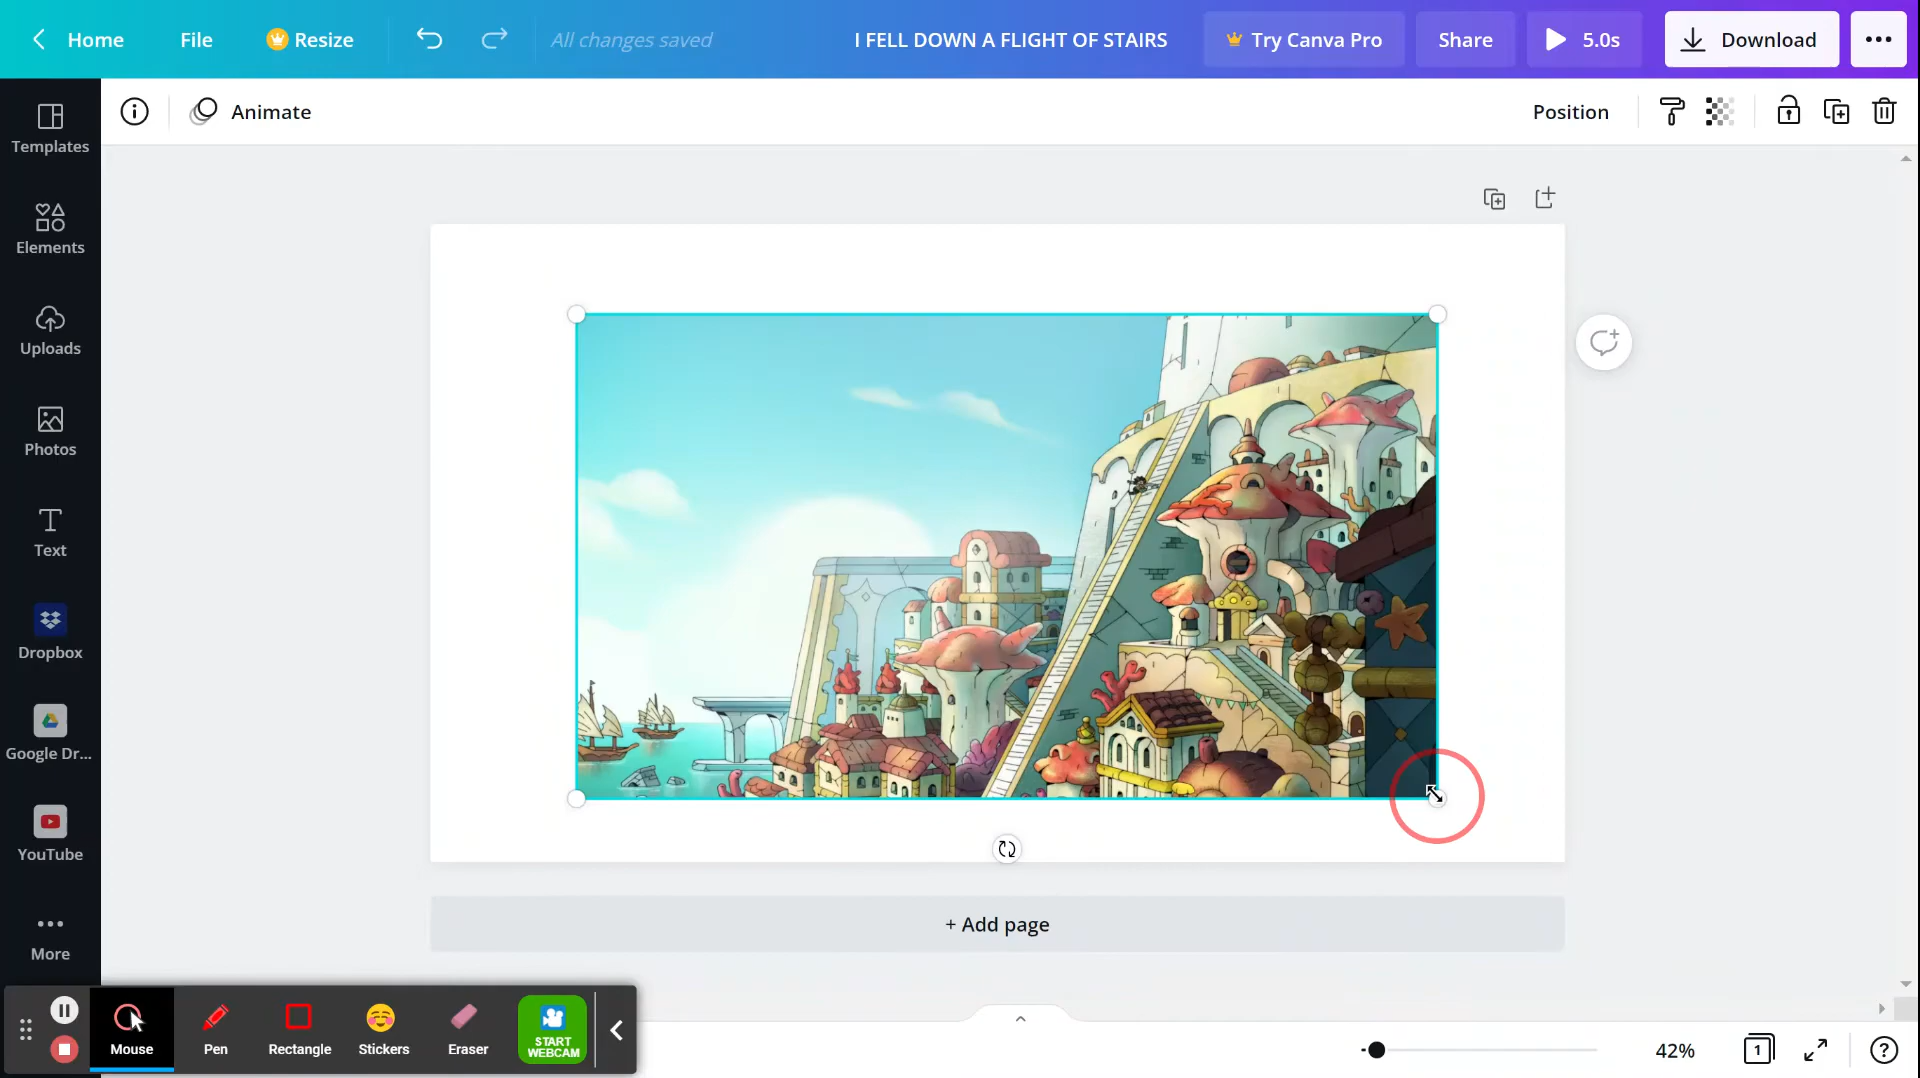 Home
File
Resize
All changes saved
I FELL DOWN A FLIGHT OF STAIRS
Try Canva Pro
Share
5.0s
Download
Animate
Position
Templates
Elements
Uploads
Photos
Text
Dropbox
Google Dr...
YouTube
More
+ Add page
Mouse
Pen
Rectangle
Stickers
Eraser
START
WEBCAM
42%
1